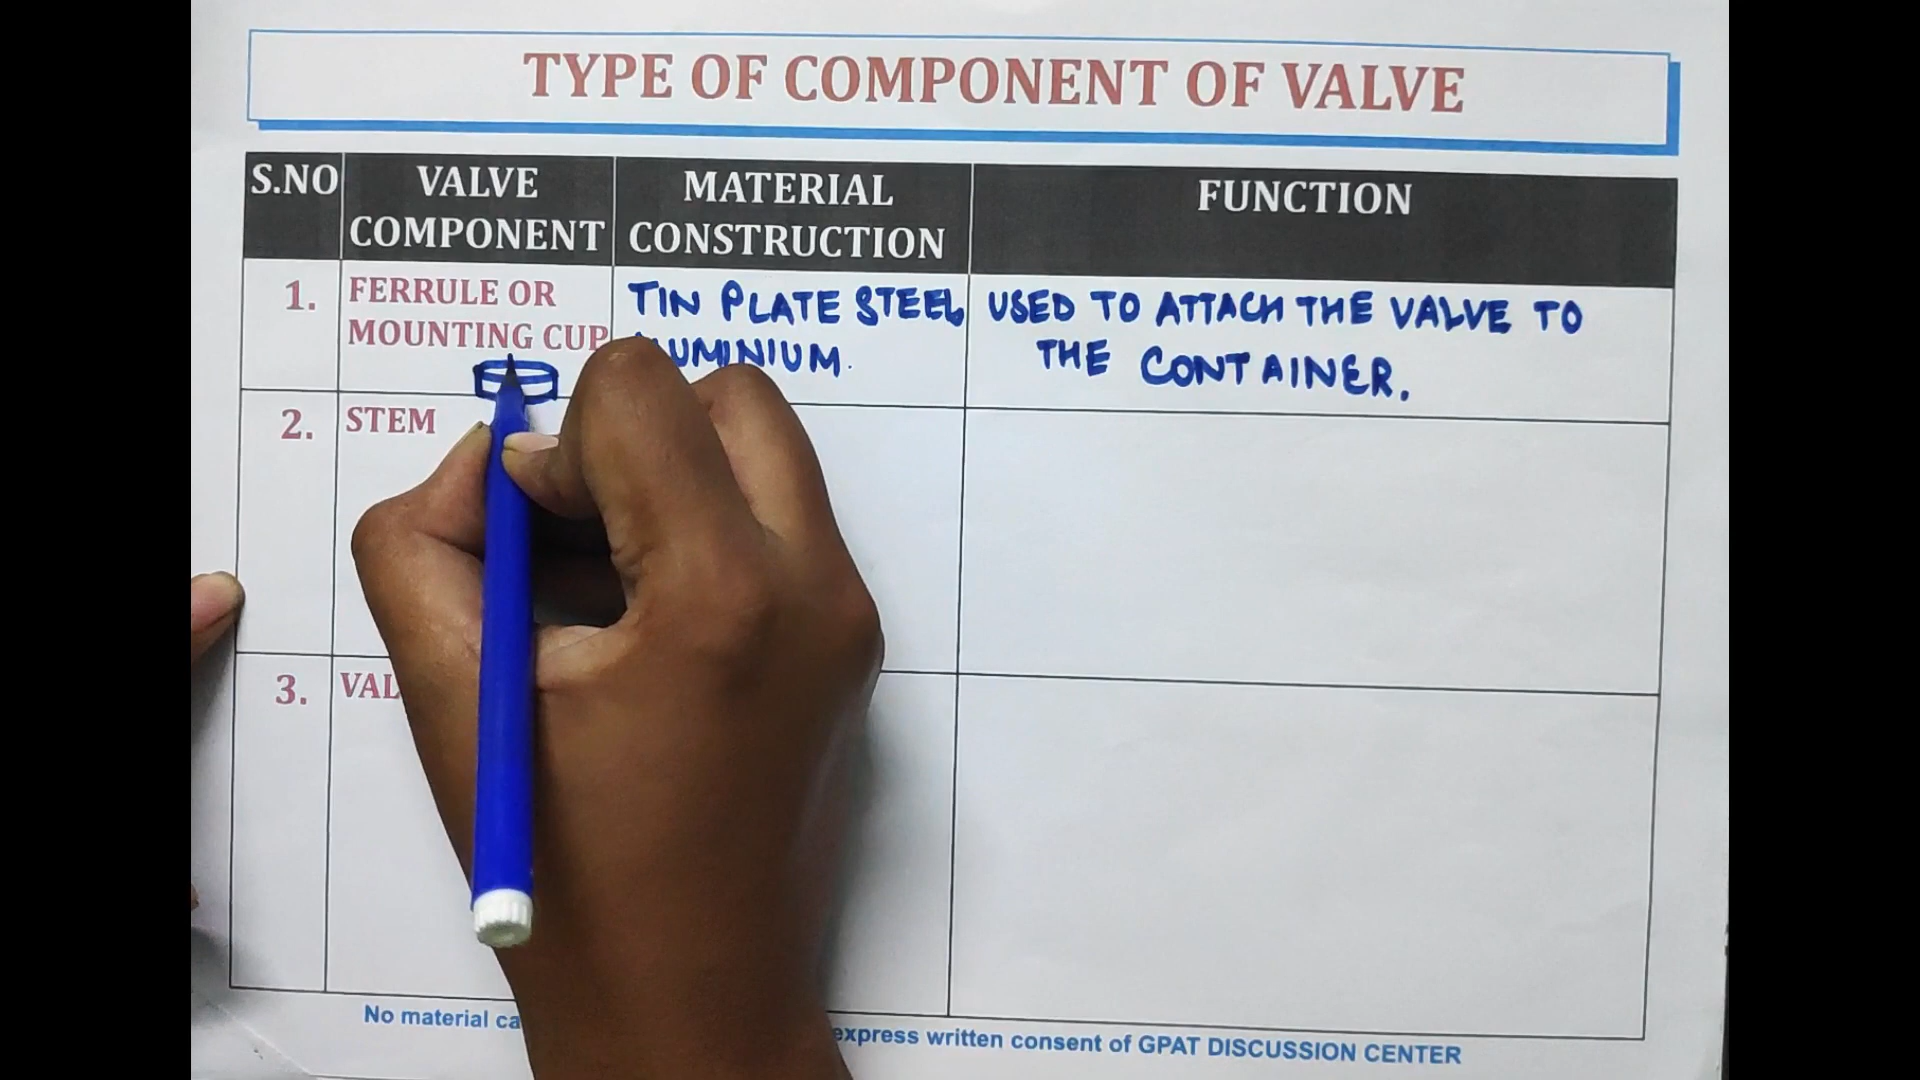 TYPE OF COMPONENT OF VALVE
S.NO
VALVE
COMPONENT
MATERIAL
CONSTRUCTION
FUNCTION
1.
FERRULE OR
MOUNTING CUP
TIN PLATE STEEL
ALUMINIUM.
USED TO ATTACH THE VALVE TO
THE CONTAINER.
2.
STEM
3.
VAL
No material ca
express written consent of GPAT DISCUSSION CENTER